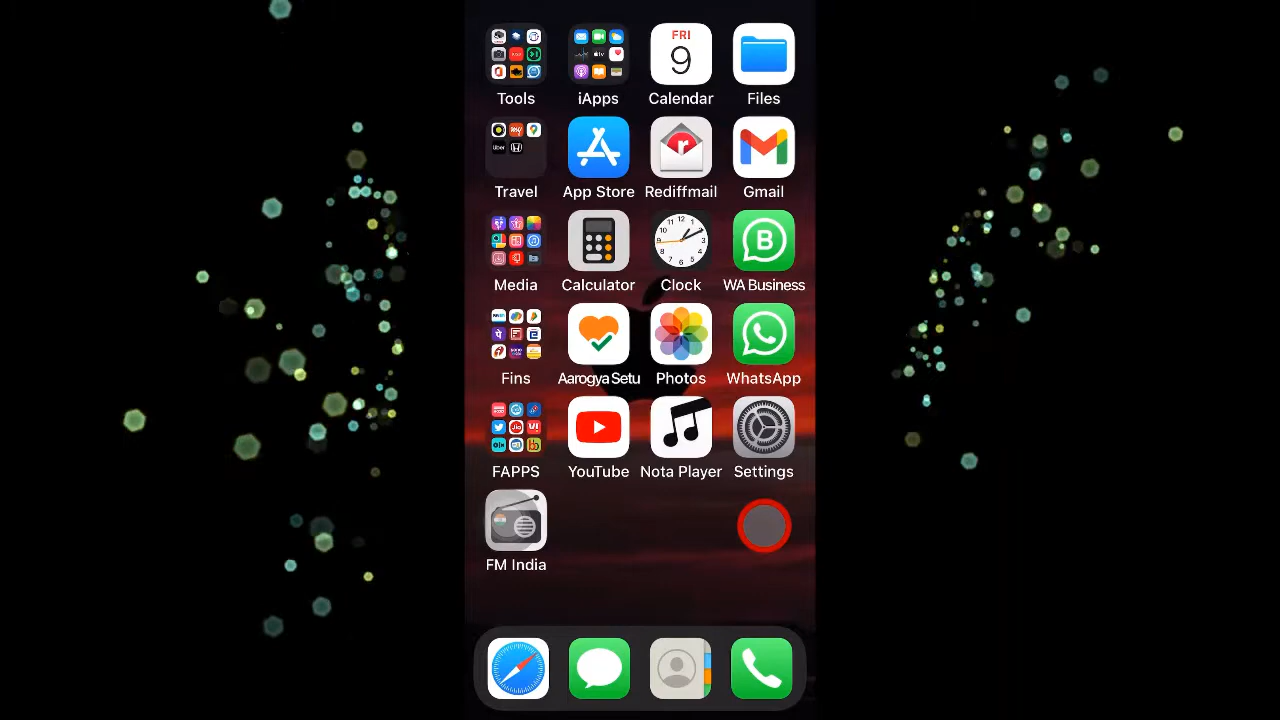 FRI
9
Tools
iApps
Calendar
Files
Travel
App Store
Rediffmail
Gmail
Media
Calculator
Clock
WA Business
Fins
Aarogya Setu
Photos
WhatsApp
FAPPS
YouTube
Nota Player
Settings
FM India